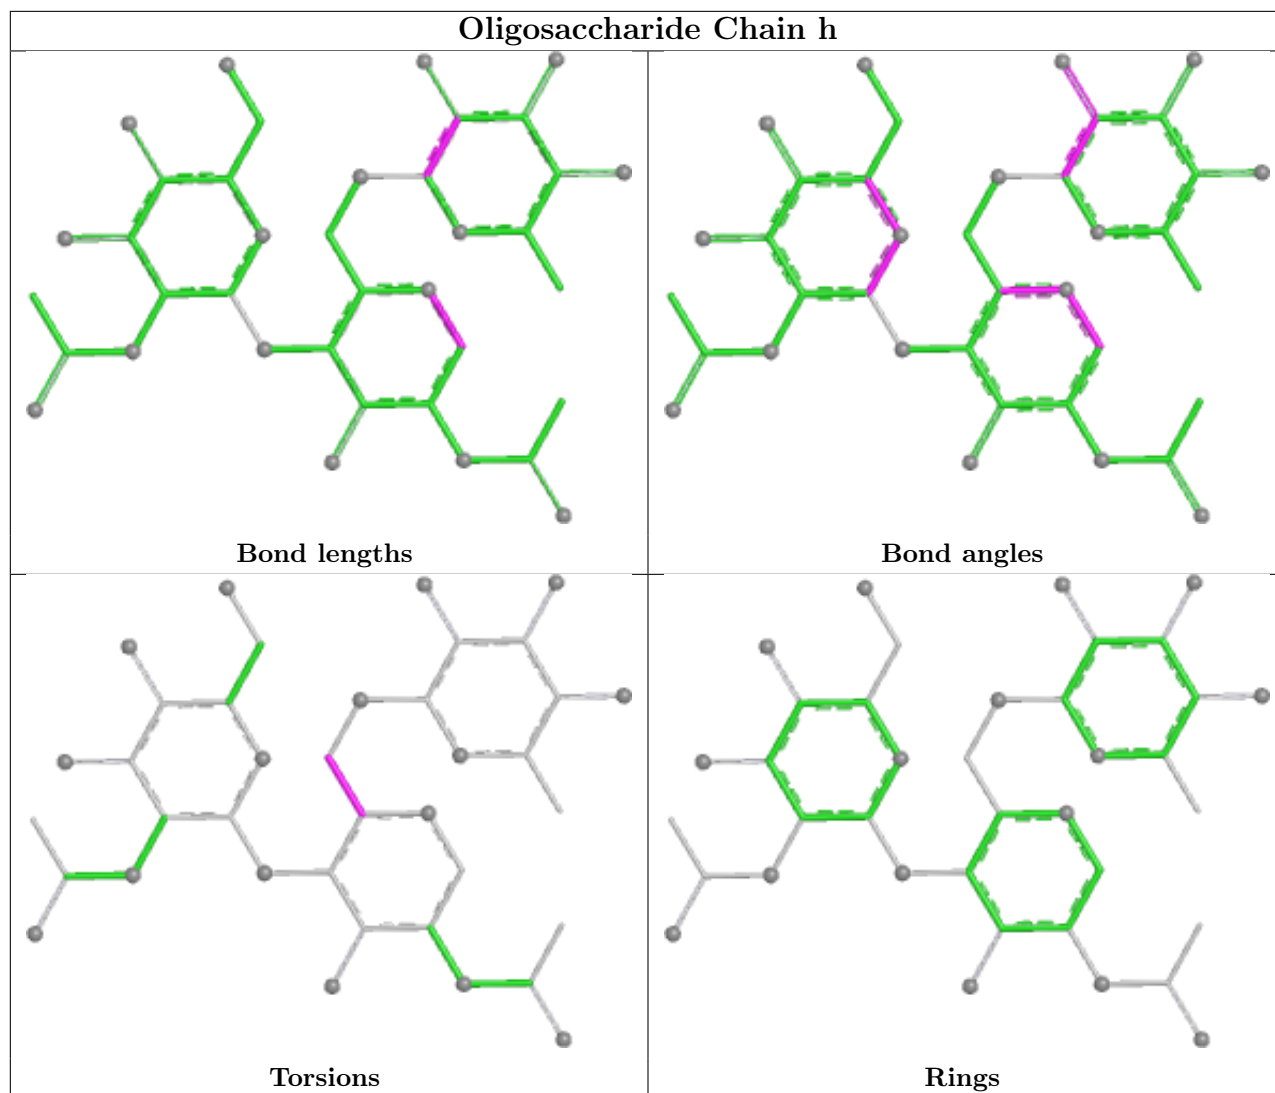 Oligosaccharide Chain h
Bond lengths
Bond angles
Torsions
Rings